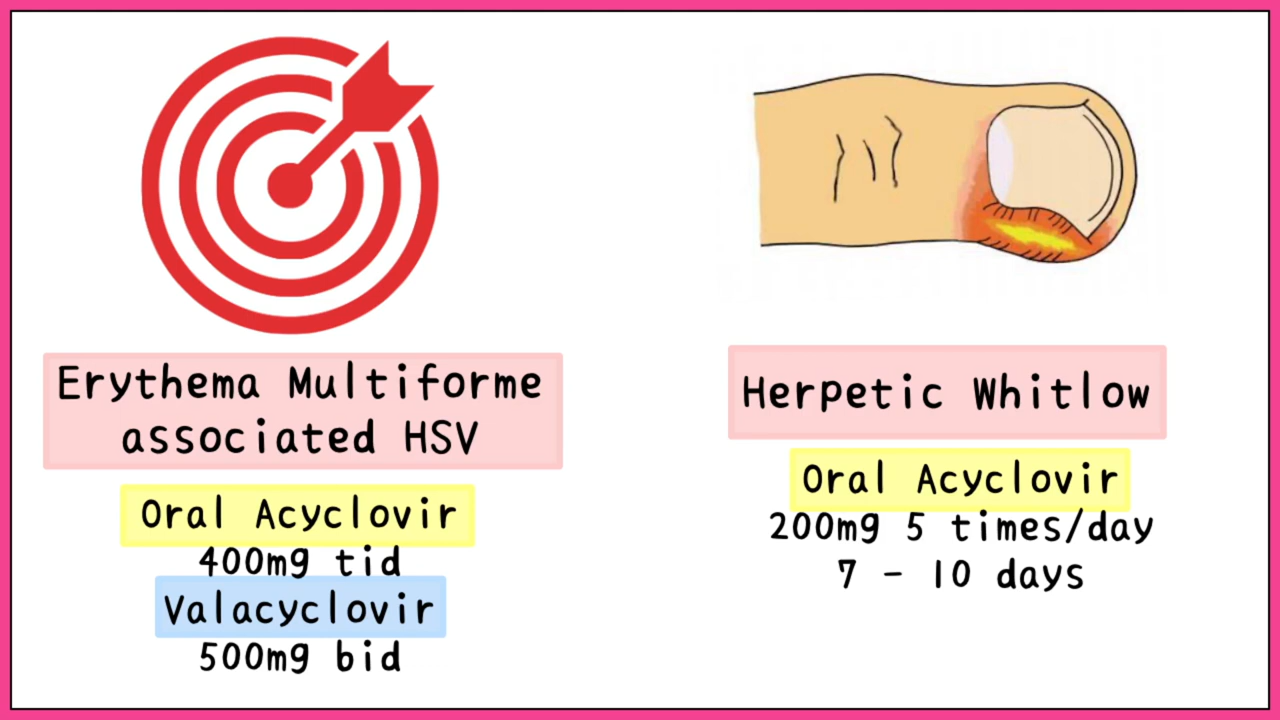 Erythema Multiforme
associated HSV
Oral Acyclovir
400mg tid
Valacyclovir
500mg bid
Herpetic Whitlow
Oral Acyclovir
200mg 5 times/day
7 - 10 days